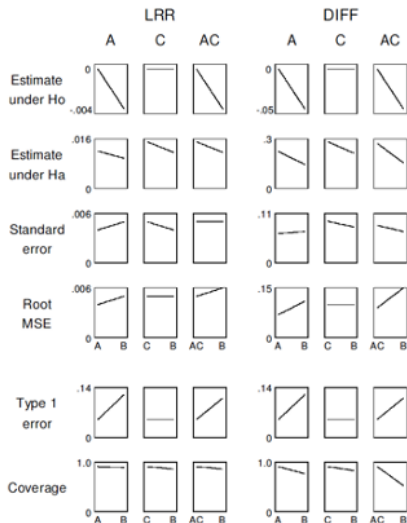 LRR DIFF
A C AC A C AC
Estimate under Ho
0
-.004
0
-.05
Estimate under Ha
.016
0
.3
0
Standard error
.006
0
.11
0
Root MSE
.006
0
.15
0
A B C B AC B A B C B AC B
Type 1 error
.14
0
.14
0
Coverage
1.0
0
1.0
0
A B C B AC B A B C B AC B